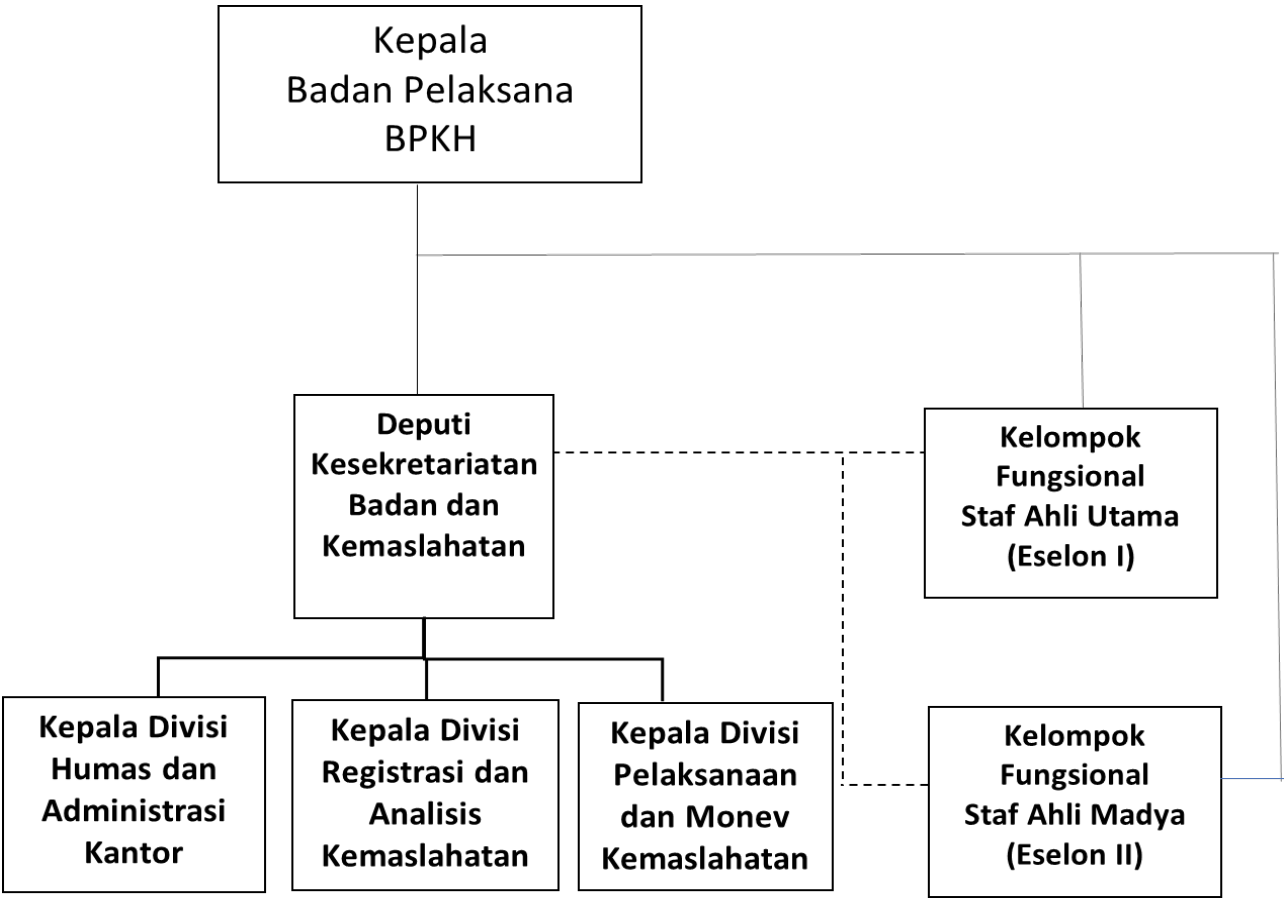 Kepala
Badan Pelaksana
BPKH
Deputi
Kesekretariatan
Badan dan
Kemaslahatan
Kelompok
Fungsional
Staf Ahli Utama
(Eselon I)
Kepala Divisi
Humas dan
Administrasi
Kantor
Kepala Divisi
Registrasi dan
Analisis
Kemaslahatan
Kepala Divisi
Pelaksanaan
dan Monev
Kemaslahatan
Kelompok
Fungsional
Staf Ahli Madya
(Eselon II)